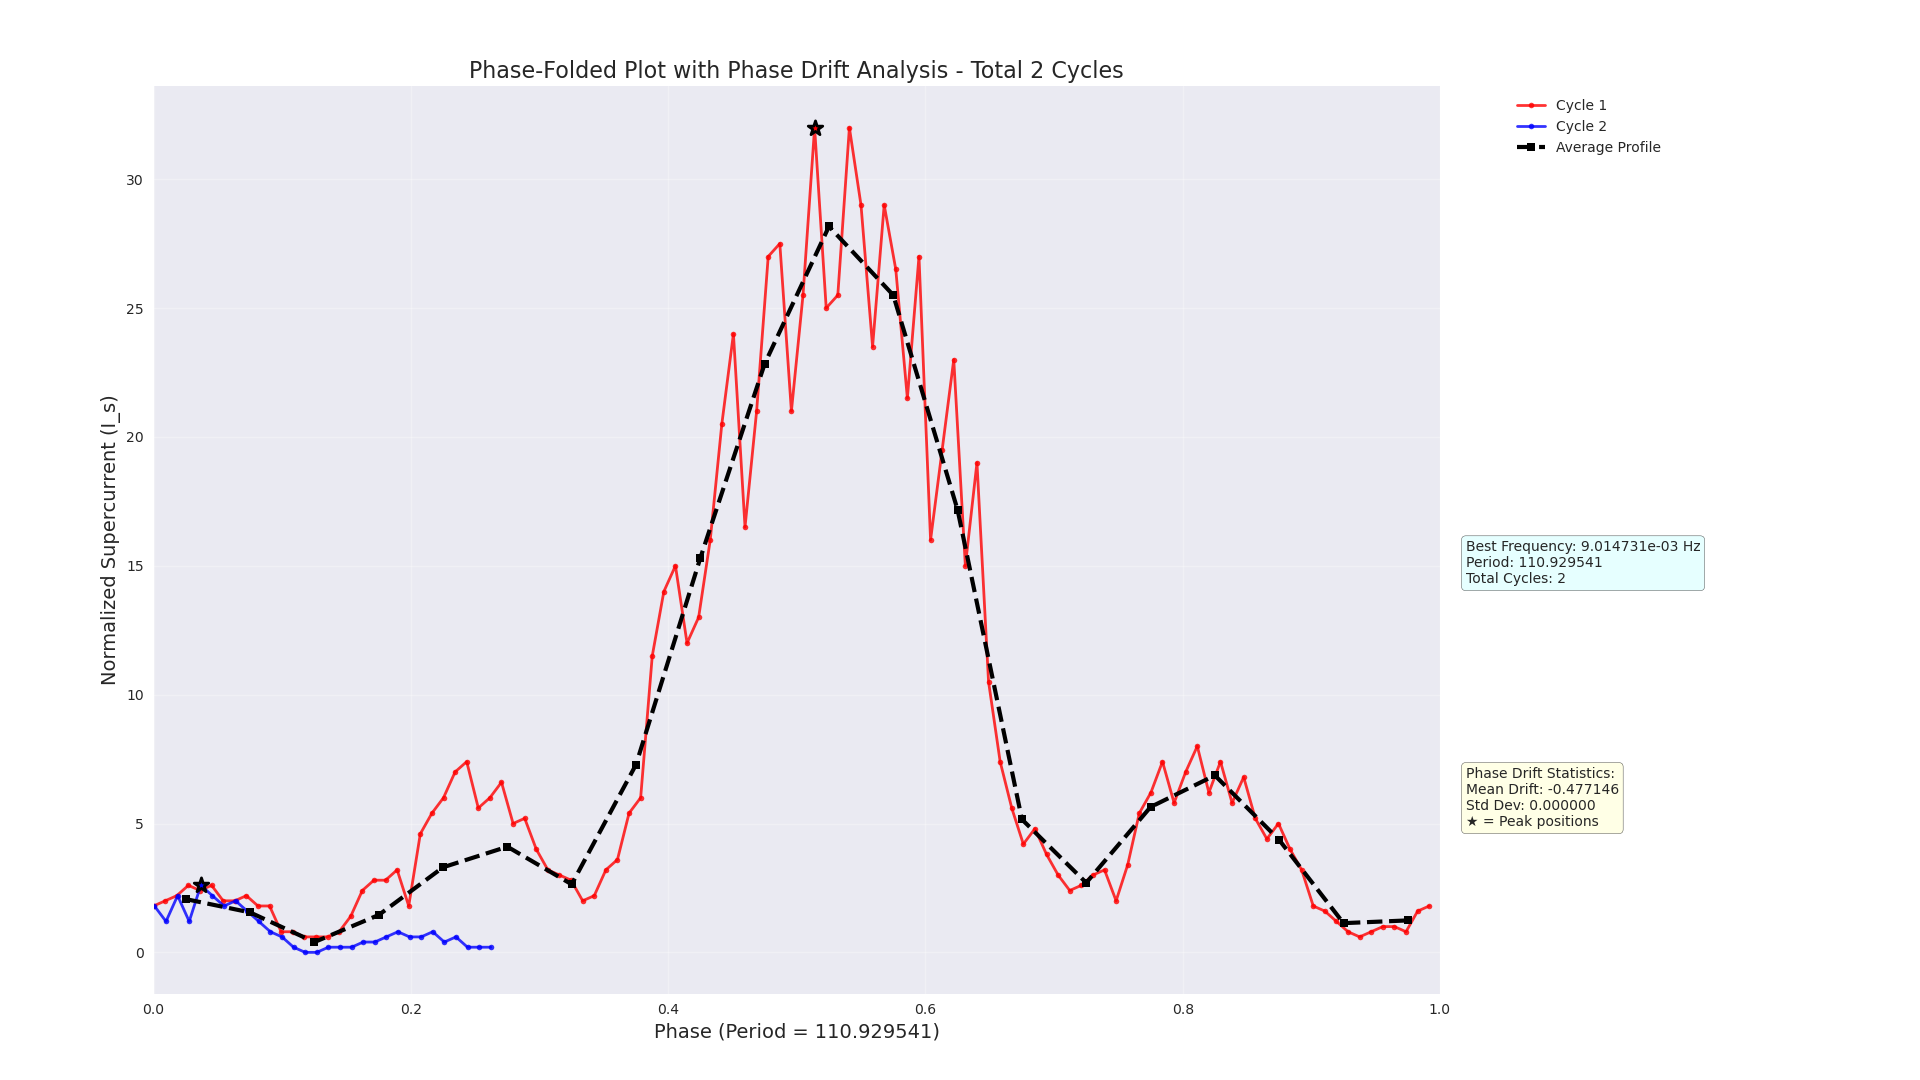 Phase-Folded Plot with Phase Drift Analysis - Total 2 Cycles
Cycle 1
Cycle 2
Average Profile
Normalized Supercurrent (I_s)
30
25
20
15
10
5
0
0.0
0.2
0.4
0.6
0.8
1.0
Phase (Period = 110.929541)
Best Frequency: 9.014731e-03 Hz
Period: 110.929541
Total Cycles: 2
Phase Drift Statistics:
Mean Drift: -0.477146
Std Dev: 0.000000
★ = Peak positions